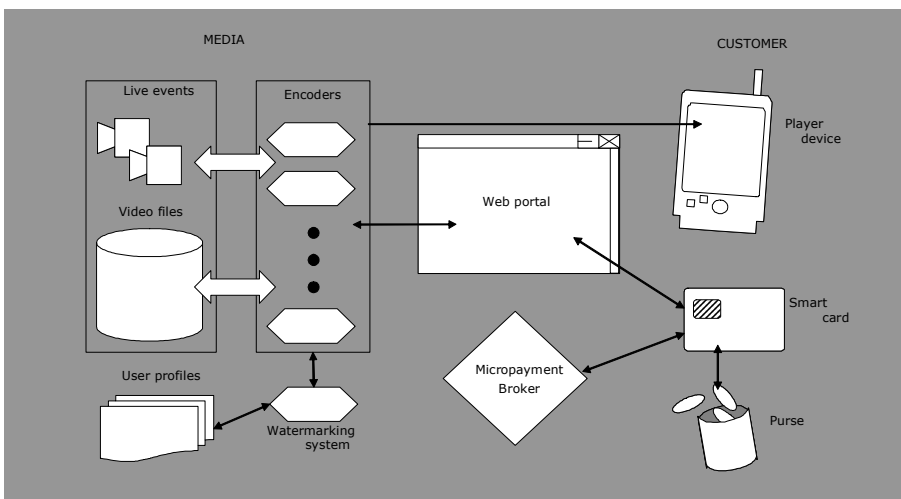 MEDIA
CUSTOMER
Live events
Encoders
Player
device
Web portal
Video files
Smart
card
User profiles
Micropayment
Broker
Watermarking
system
Purse